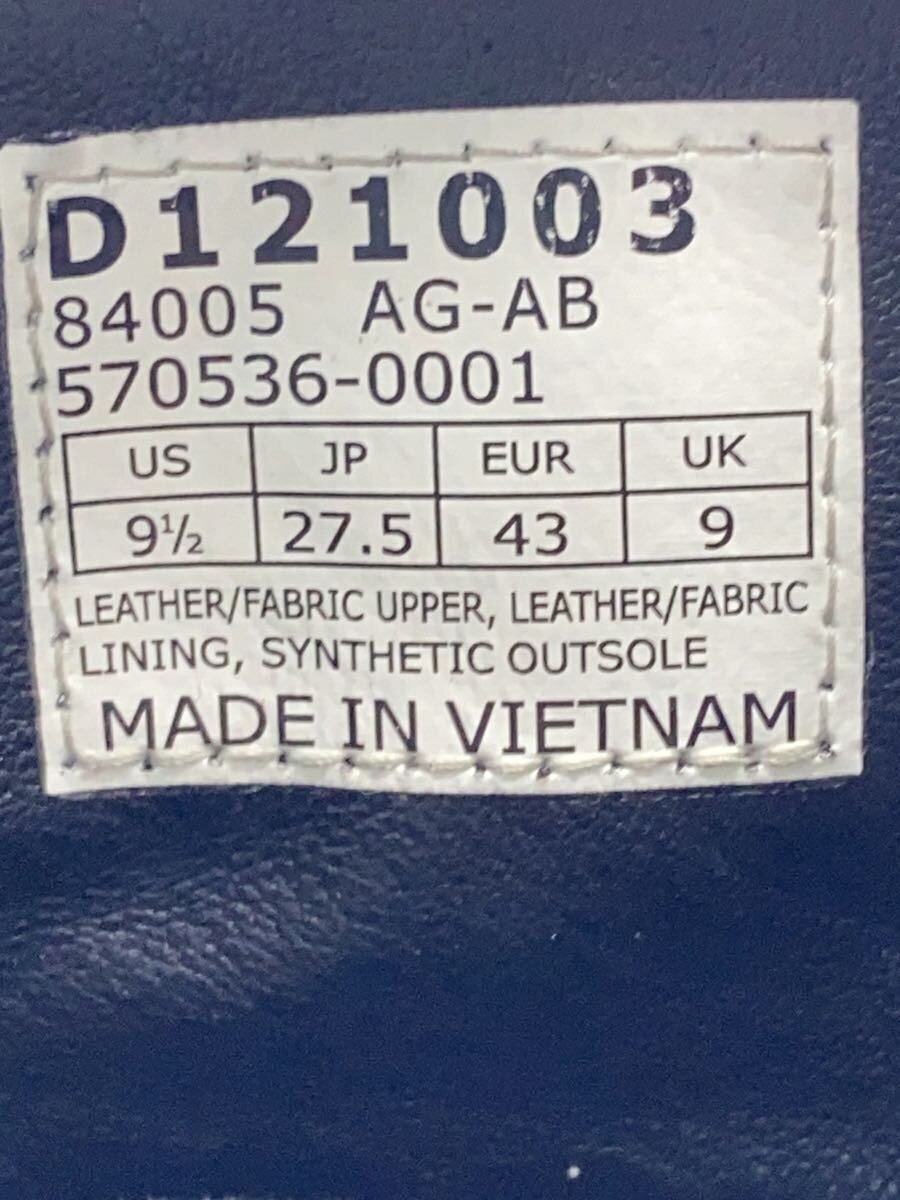 D121003
84005 AG-AB
570536-0001
US JP EUR UK
9½ 27.5 43 9
LEATHER/FABRIC UPPER, LEATHER/FABRIC
LINING, SYNTHETIC OUTSOLE
MADE IN VIETNAM